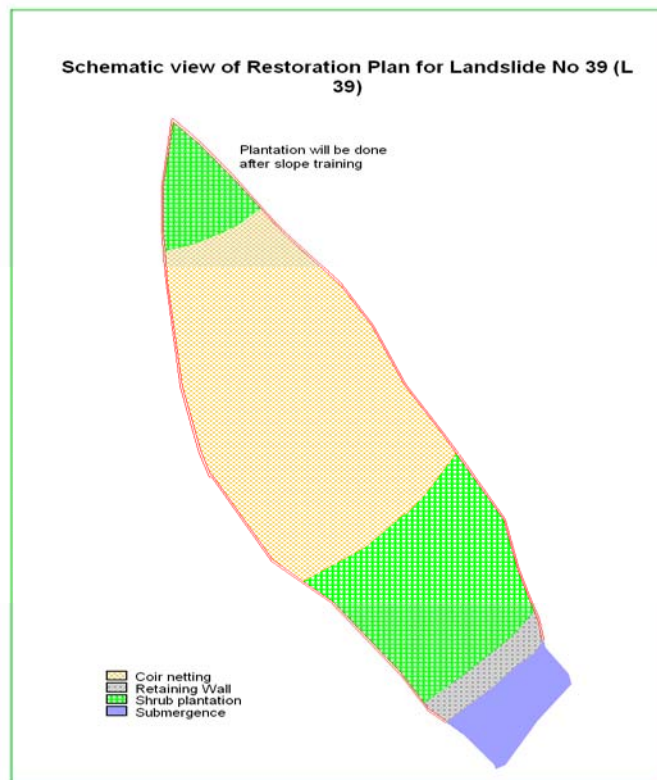 Schematic view of Restoration Plan for Landslide No 39 (L
39)
Plantation will be done
after slope training
Coir netting
Retaining Wall
Shrub plantation
Submergence